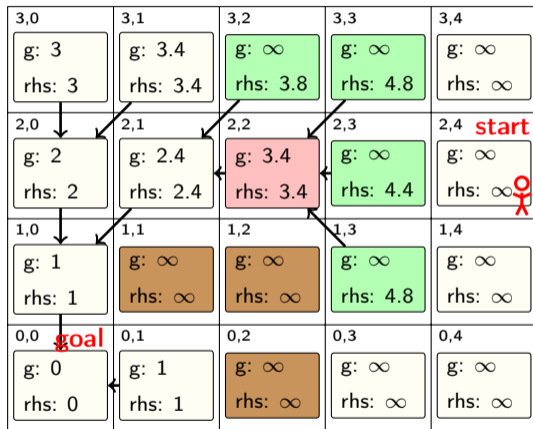 3,0 3,1 3,2 3,3 3,4
g: 3 g: 3.4 g: ∞ g: ∞ g: ∞
rhs: 3 rhs: 3.4 rhs: 3.8 rhs: 4.8 rhs: ∞
2,0 2,1 2,2 2,3 2,4 start
g: 2 g: 2.4 g: 3.4 g: ∞ g: ∞
rhs: 2 rhs: 2.4 rhs: 3.4 rhs: 4.4 rhs: ∞
1,0 1,1 1,2 1,3 1,4
g: 1 g: ∞ g: ∞ g: ∞ g: ∞
rhs: 1 rhs: ∞ rhs: ∞ rhs: 4.8 rhs: ∞
0,0 goal 0,1 0,2 0,3 0,4
g: 0 g: 1 g: ∞ g: ∞ g: ∞
rhs: 0 rhs: 1 rhs: ∞ rhs: ∞ rhs: ∞